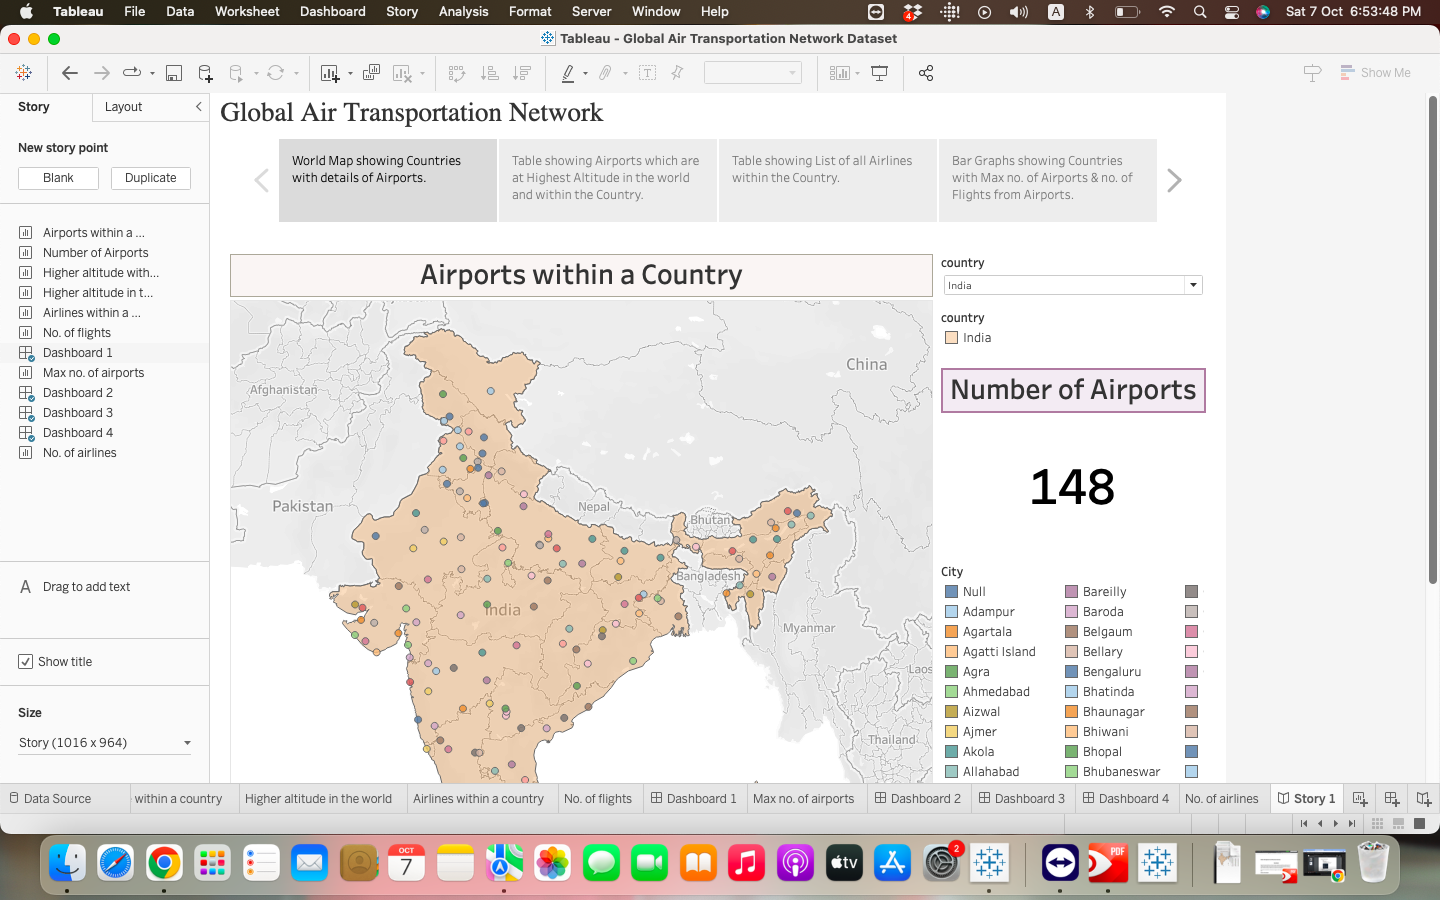 Tableau File Data Worksheet Dashboard Story Analysis Format Server Window Help
4
A
Sat 7 Oct 6:53:48 PM
Tableau - Global Air Transportation Network Dataset
Show Me
Story
Layout
New story point
Blank
Duplicate
Airports within a ...
Number of Airports
Higher altitude with...
Higher altitude in t...
Airlines within a ...
No. of flights
Dashboard 1
Max no. of airports
Dashboard 2
Dashboard 3
Dashboard 4
No. of airlines
A Drag to add text
Show title
Size
Story (1016 x 964)
Global Air Transportation Network
World Map showing Countries
with details of Airports.
Table showing Airports which are
at Highest Altitude in the world
and within the Country.
Table showing List of all Airlines
within the Country.
Bar Graphs showing Countries
with Max no. of Airports & no. of
Flights from Airports.
Airports within a Country
Afghanistan
China
Pakistan
Nepal
Bhutan
Bangladesh
India
Myanmar
Laos
Thailand
country
India
country
India
Number of Airports
148
City
Null
Adampur
Agartala
Agatti Island
Agra
Ahmedabad
Aizwal
Ajmer
Akola
Allahabad
Bareilly
Baroda
Belgaum
Bellary
Bengaluru
Bhatinda
Bhaunagar
Bhiwani
Bhopal
Bhubaneswar
Data Source
within a country
Higher altitude in the world
Airlines within a country
No. of flights
Dashboard 1
Max no. of airports
Dashboard 2
Dashboard 3
Dashboard 4
No. of airlines
Story 1
OCT
7
tv
2
PDF